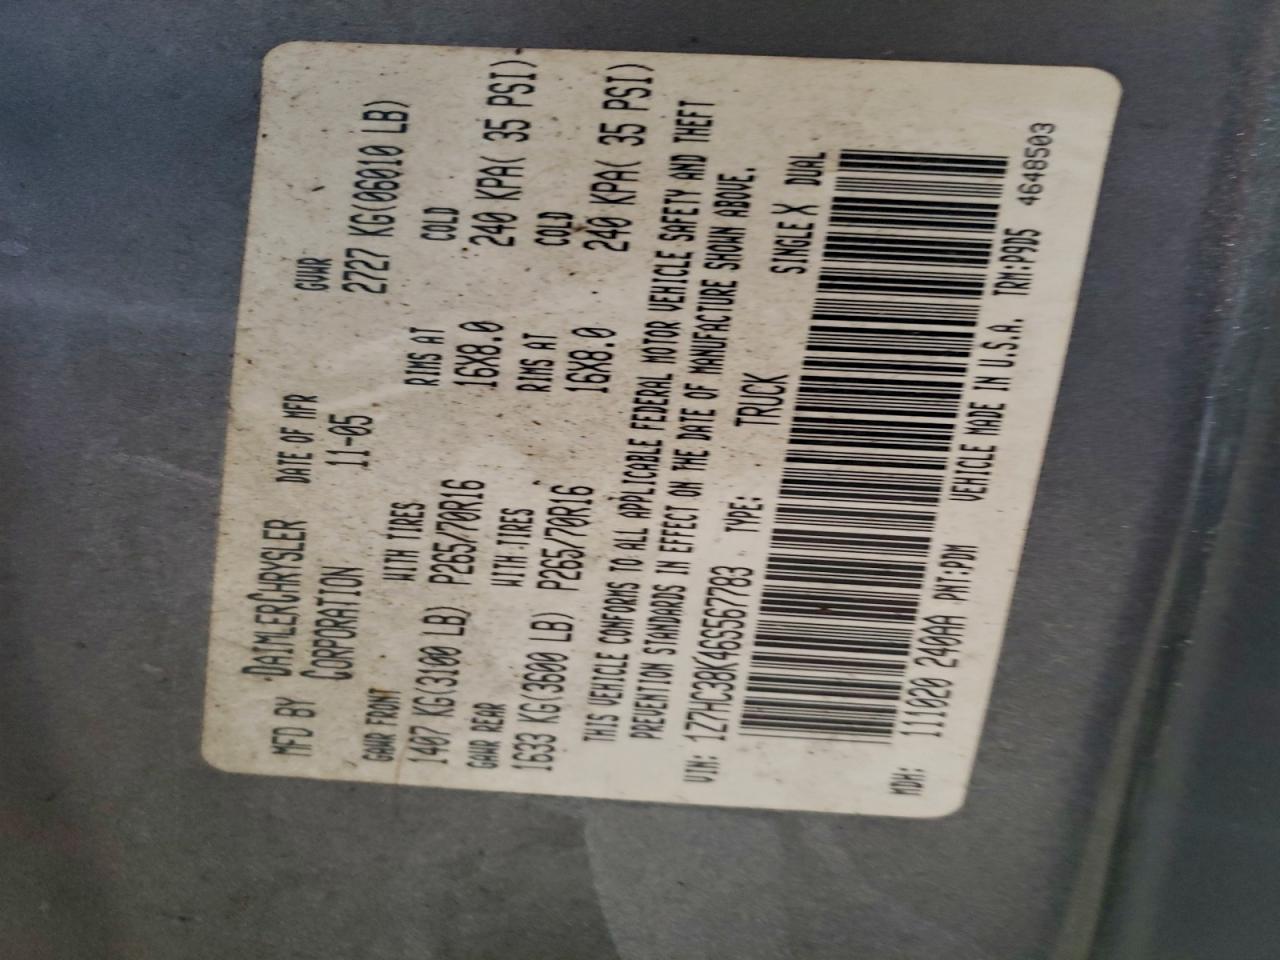 MFD BY DAIMLERCHRYSLER DATE OF MFR GVWR
CORPORATION 11-05 2727 KG(06010 LB)
GAWR FRONT WITH TIRES RIMS AT COLD
1407 KG(3100 LB) P265/70R16 16X8.0 240 KPA( 35 PSI)
GAWR REAR WITH TIRES RIMS AT COLD
1633 KG(3600 LB) P265/70R16 16X8.0 240 KPA( 35 PSI)
THIS VEHICLE CONFORMS TO ALL APPLICABLE FEDERAL MOTOR VEHICLE SAFETY AND THEFT
PREVENTION STANDARDS IN EFFECT ON THE DATE OF MANUFACTURE SHOWN ABOVE.
VIN: 1Z7HC38K46S567783 TYPE: TRUCK SINGLE X DUAL
MDH: 111020 240AA PNT:PDM VEHICLE MADE IN U.S.A. TRM:P9D5 4648503